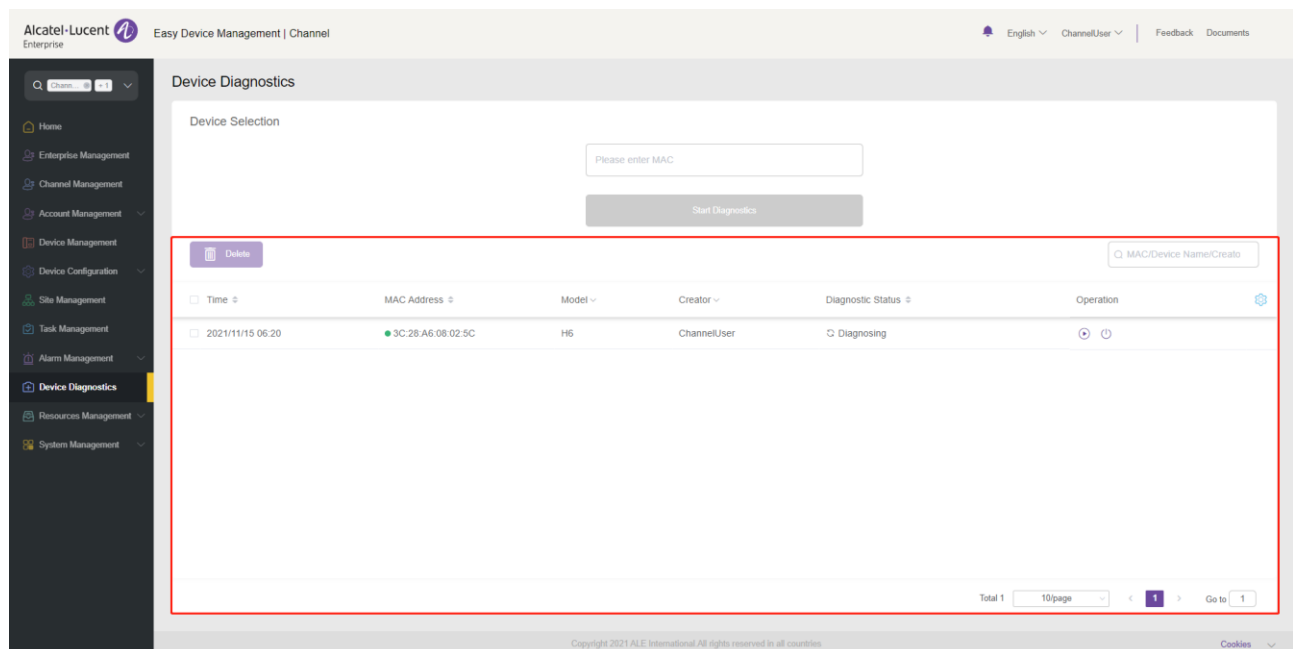 Alcatel·Lucent
Enterprise
Easy Device Management | Channel
English
ChannelUser
Feedback
Documents
Chann...
+ 1
Home
Enterprise Management
Channel Management
Account Management
Device Management
Device Configuration
Site Management
Task Management
Alarm Management
Device Diagnostics
Resources Management
System Management
Device Diagnostics
Device Selection
Please enter MAC
Start Diagnostics
Delete
MAC/Device Name/Creato
Time MAC Address Model Creator Diagnostic Status Operation
2021/11/15 06:20 3C:28:A6:08:02:5C H6 ChannelUser Diagnosing
Total 1 10/page 1 Go to 1
Copyright 2021 ALE International.All rights reserved in all countries.
Cookies